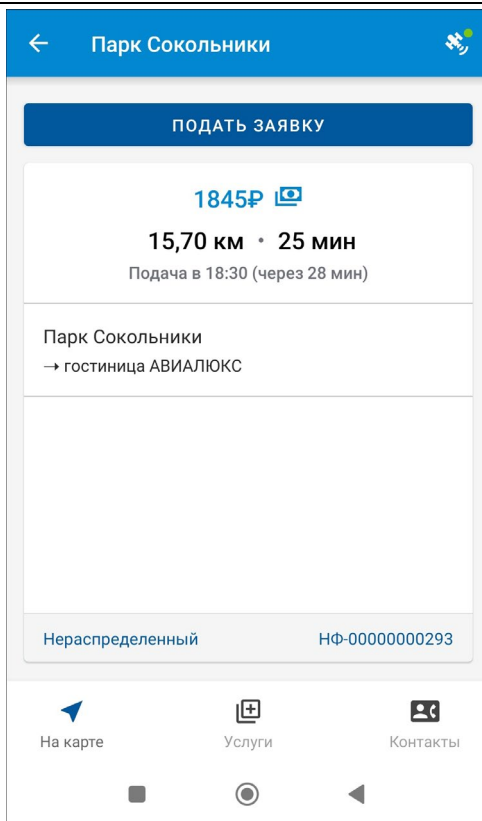 Парк Сокольники
ПОДАТЬ ЗАЯВКУ
1845₽
15,70 км • 25 мин
Подача в 18:30 (через 28 мин)
Парк Сокольники
→ гостиница АВИАЛЮКС
Нераспределенный НФ-00000000293
На карте Услуги Контакты